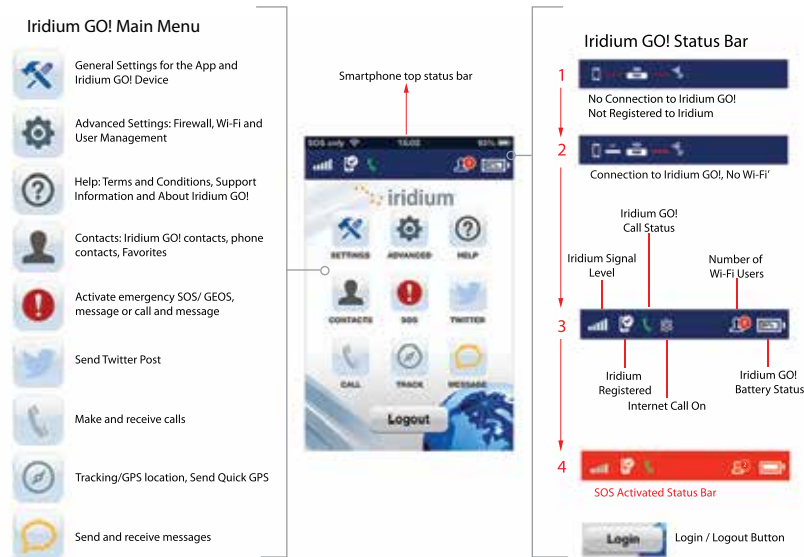 Iridium GO! Main Menu
General Settings for the App and
Iridium GO! Device
Advanced Settings: Firewall, Wi-Fi and
User Management
Help: Terms and Conditions, Support
Information and About Iridium GO!
Contacts: Iridium GO! contacts, phone
contacts, Favorites
Activate emergency SOS/ GEOS,
message or call and message
Send Twitter Post
Make and receive calls
Tracking/GPS location, Send Quick GPS
Send and receive messages
Smartphone top status bar
SOS only
15:02
93%
iridium
SETTINGS
ADVANCED
HELP
CONTACTS
SOS
TWITTER
CALL
TRACK
MESSAGE
Logout
Iridium GO! Status Bar
1
No Connection to Iridium GO!
Not Registered to Iridium
2
Connection to Iridium GO!, No Wi-Fi'
Iridium GO!
Call Status
Iridium Signal
Level
Number of
Wi-Fi Users
3
Iridium
Registered
Internet Call On
Iridium GO!
Battery Status
4
SOS Activated Status Bar
Login
Login / Logout Button